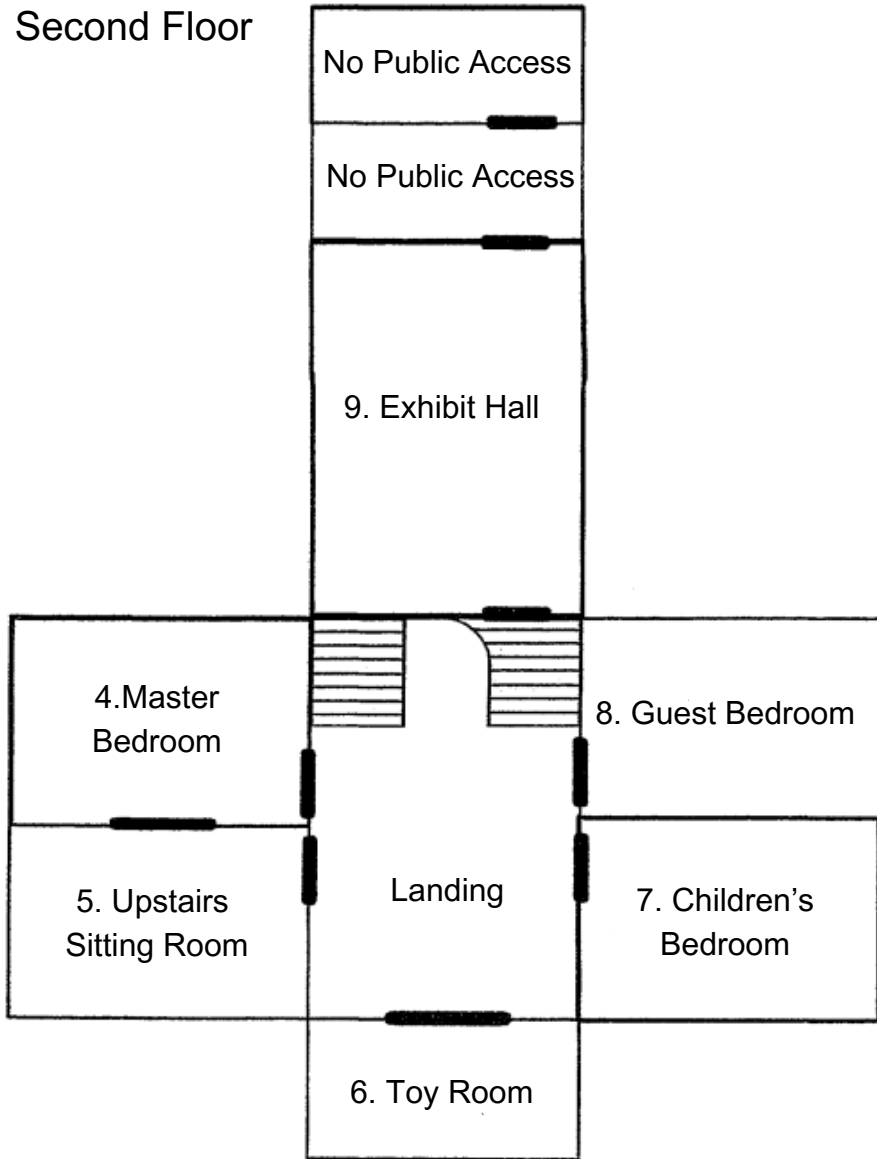 Second Floor
No Public Access
No Public Access
9. Exhibit Hall
4.Master
Bedroom
8. Guest Bedroom
5. Upstairs
Sitting Room
Landing
7. Children's
Bedroom
6. Toy Room